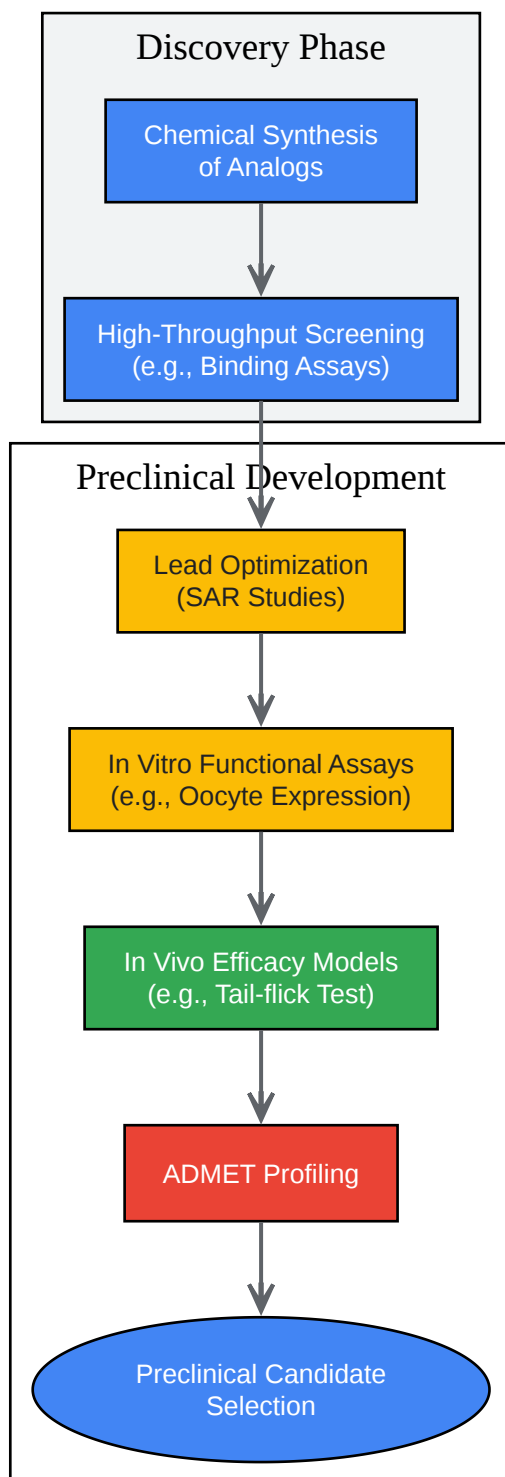 Discovery Phase
Chemical Synthesis
of Analogs
High-Throughput Screening
(e.g., Binding Assays)
Preclinical Development
Lead Optimization
(SAR Studies)
In Vitro Functional Assays
(e.g., Oocyte Expression)
In Vivo Efficacy Models
(e.g., Tail-flick Test)
ADMET Profiling
Preclinical Candidate
Selection